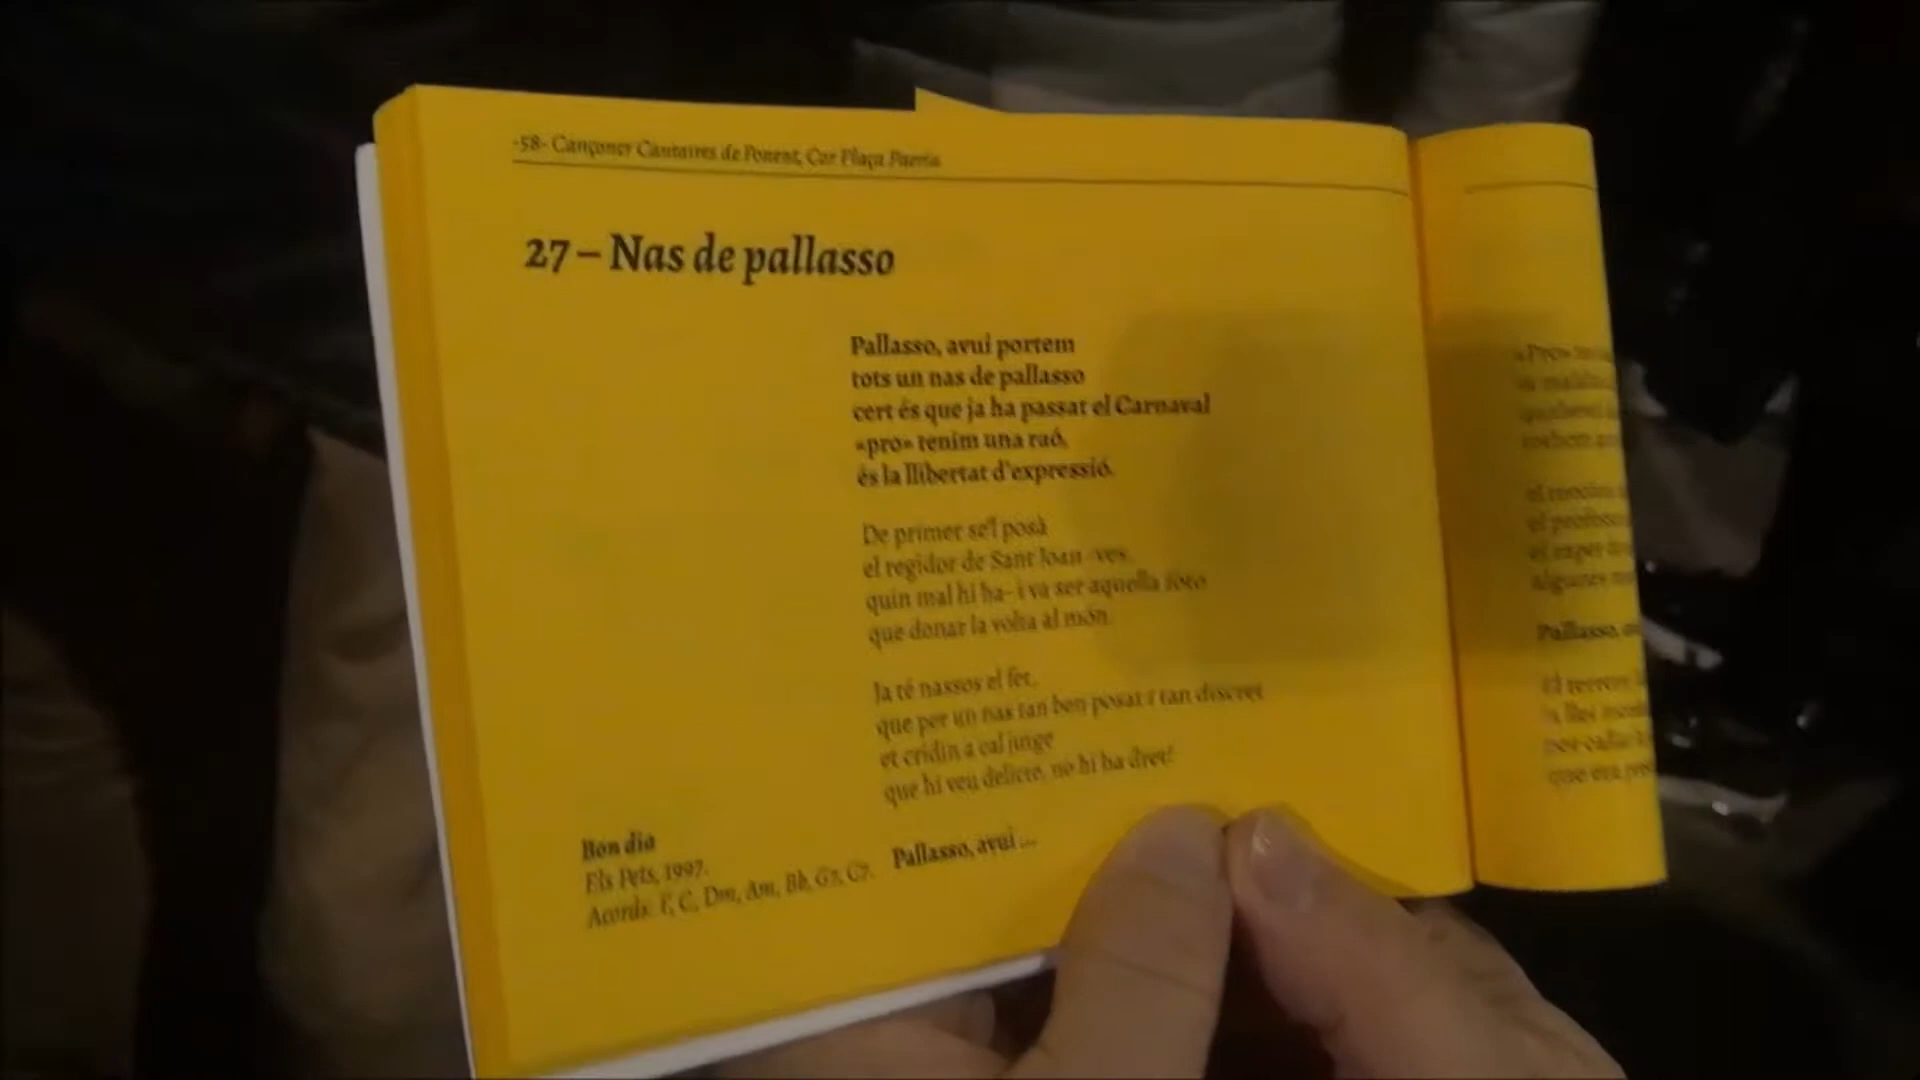 -58- Cançoner Cantaires de Ponent, Cor Plaça Paeria
27 – Nas de pallasso
Pallasso, avui portem
tots un nas de pallasso
cert és que ja ha passat el Carnaval
«pro» tenim una raó,
és la llibertat d'expressió.
De primer se'l posà
el regidor de Sant Joan -ves,
quin mal hi ha- i va ser aquella foto
que donar la volta al món.
Ja té nassos el fet,
que per un nas tan ben posat i tan discret
et cridin a cal jutge
que hi veu delicte, no hi ha dret!
Pallasso, avui ...
Bon dia
Els Pets, 1997.
Acords: F, C, Dm, Am, Bb, G7, C7.
«Pro»
Pallasso,